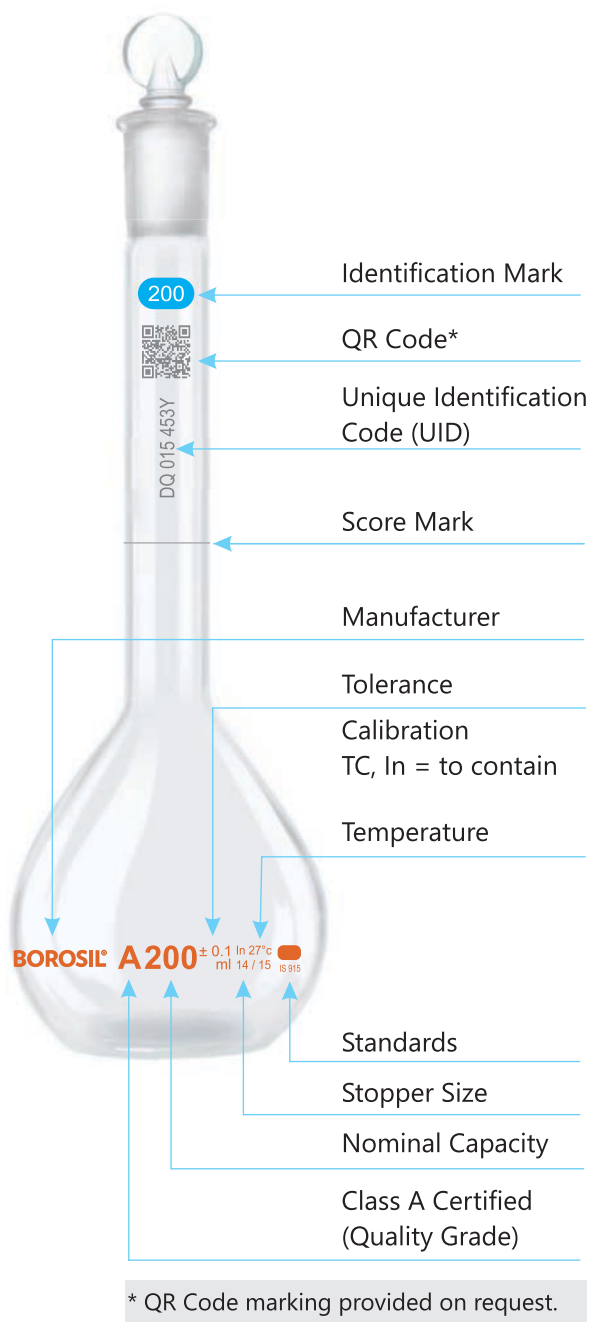 200
Identification Mark
QR Code*
Unique Identification
Code (UID)
DQ 015 453Y
Score Mark
Manufacturer
Tolerance
Calibration
TC, In = to contain
Temperature
BOROSIL® A 200 ± 0.1 ml In 27°c 14 / 15 IS 915
Standards
Stopper Size
Nominal Capacity
Class A Certified
(Quality Grade)
* QR Code marking provided on request.